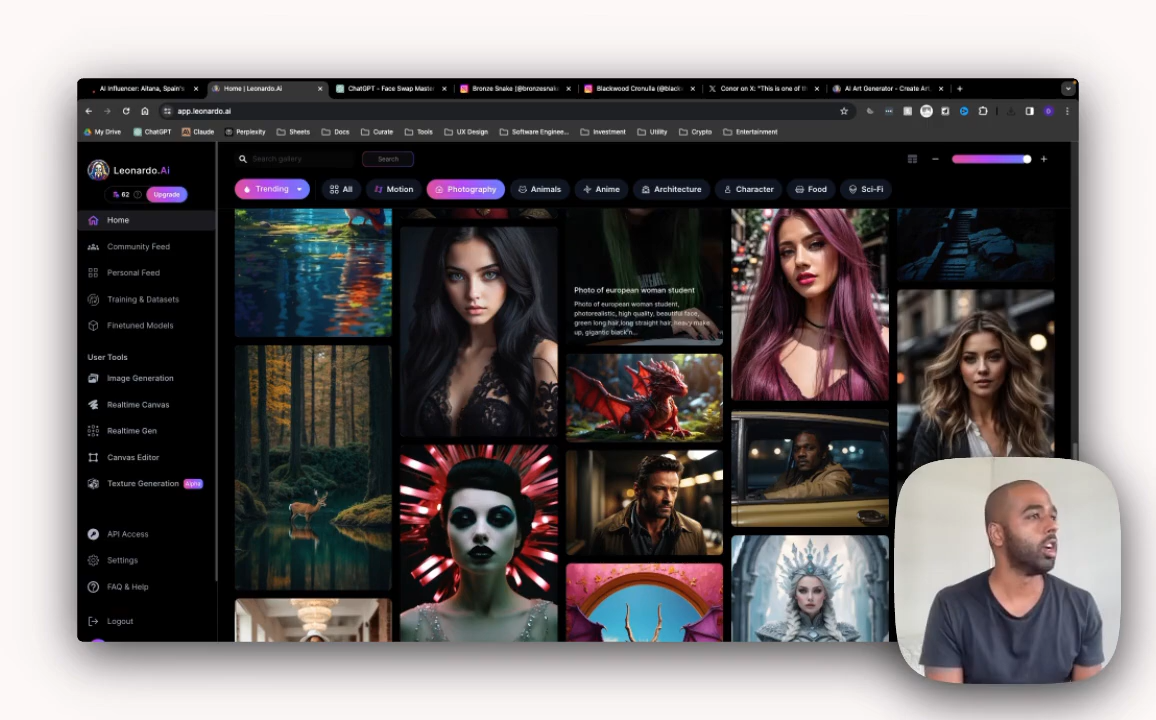 AI Influencer: Aitana, Spain's
Home | Leonardo.Ai
ChatGPT - Face Swap Master
Bronze Snake (@bronzesnak
Blackwood Cronulla (@black
Conor on X: "This is one of th
AI Art Generator - Create Art,
app.leonardo.ai
My Drive
ChatGPT
Claude
Perplexity
Sheets
Docs
Curate
Tools
UX Design
Software Enginee...
Investment
Utility
Crypto
Entertainment
Leonardo.Ai
62
Upgrade
Home
Community Feed
Personal Feed
Training & Datasets
Finetuned Models
User Tools
Image Generation
Realtime Canvas
Realtime Gen
Canvas Editor
Texture Generation Alpha
API Access
Settings
FAQ & Help
Logout
Search gallery
Search
Trending
All
Motion
Photography
Animals
Anime
Architecture
Character
Food
Sci-Fi
Photo of european woman student
Photo of european woman student,
photorealistic, high quality, beautiful face,
green long hair,long straight hair, heavy make
up, gigantic black'n...